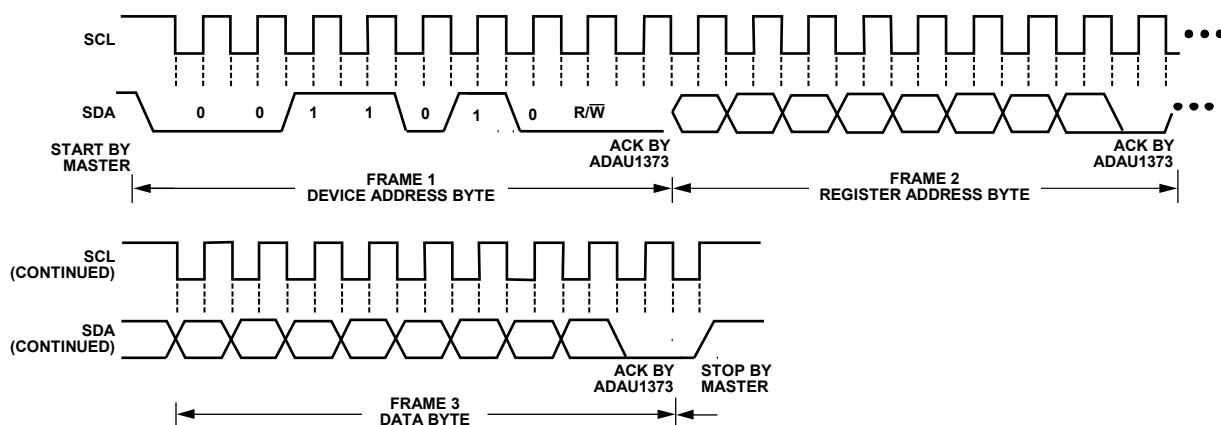 SCL
SDA
0 0 1 1 0 1 0 R/W̅
START BY
MASTER
ACK BY
ADAU1373
ACK BY
ADAU1373
FRAME 1
DEVICE ADDRESS BYTE
FRAME 2
REGISTER ADDRESS BYTE
SCL
(CONTINUED)
SDA
(CONTINUED)
ACK BY
ADAU1373
STOP BY
MASTER
FRAME 3
DATA BYTE